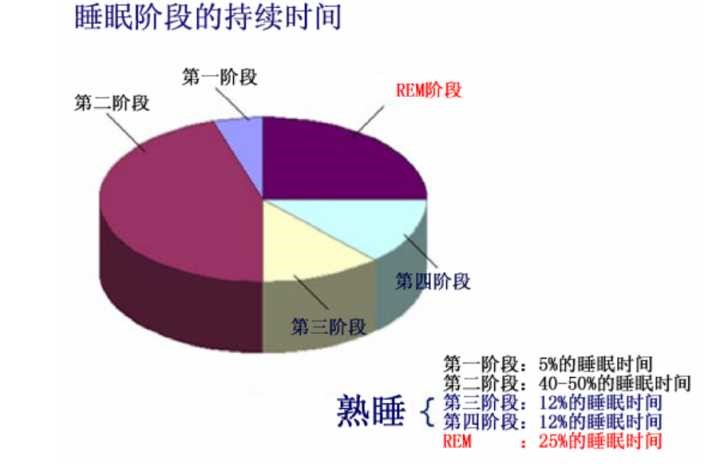 睡眠阶段的持续时间
第一阶段
REM阶段
第二阶段
第四阶段
第三阶段
第一阶段：5%的睡眠时间
第二阶段：40-50%的睡眠时间
熟睡 { 第三阶段：12%的睡眠时间
第四阶段：12%的睡眠时间
REM ：25%的睡眠时间